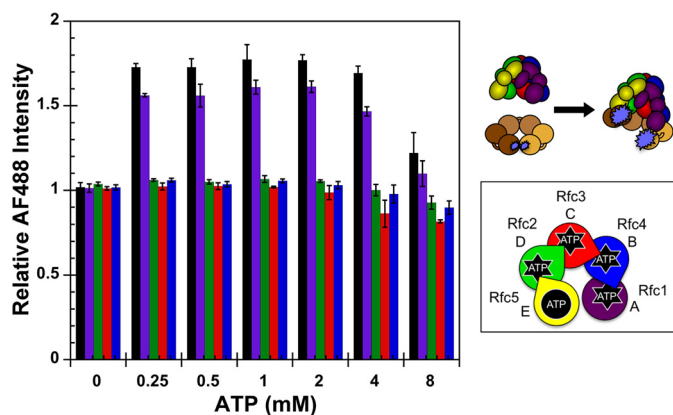 2
1.5
1
0.5
0
Relative AF488 Intensity
0 0.25 0.5 1 2 4 8
ATP (mM)
Rfc3
C
ATP
Rfc2
D
ATP
Rfc4
B
ATP
Rfc5
E
ATP
Rfc1
A
ATP